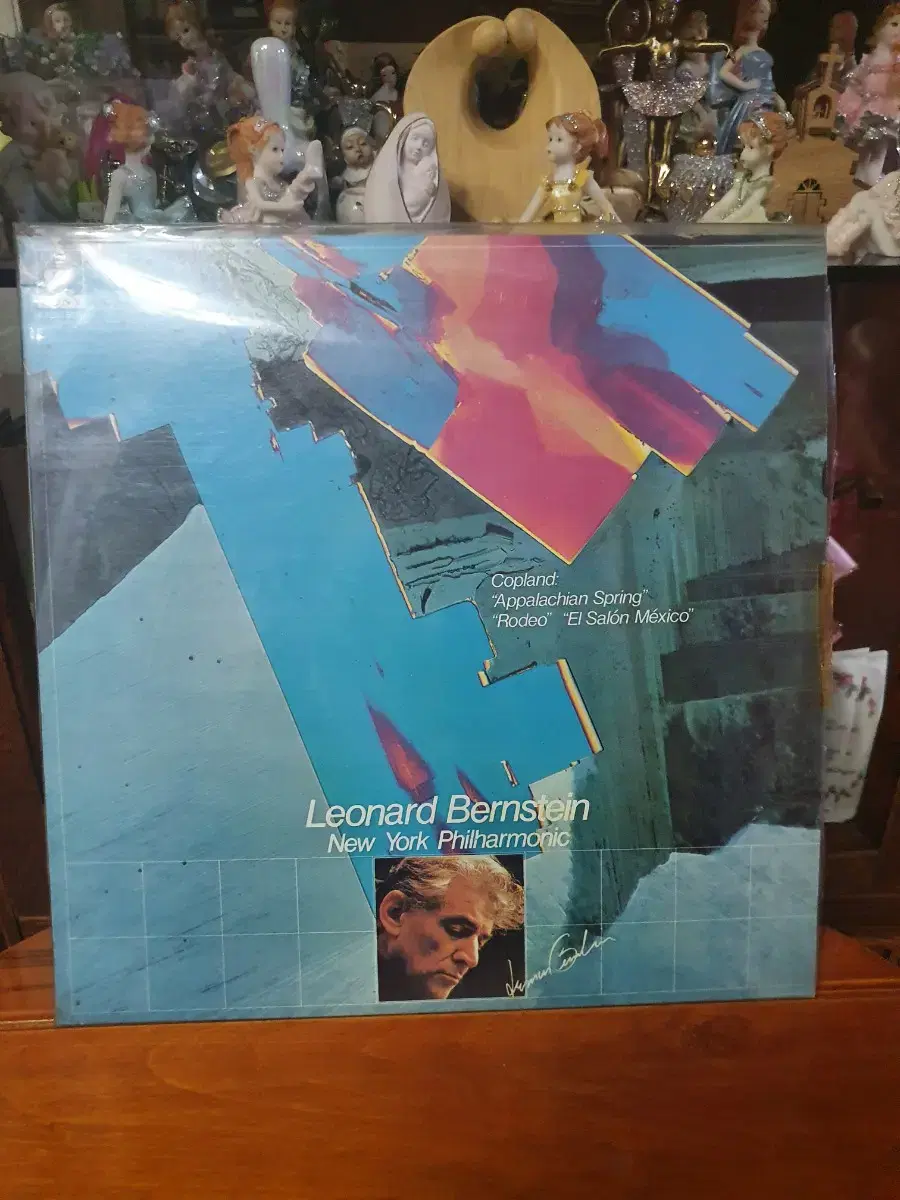 Copland:
"Appalachian Spring"
"Rodeo" "El Salón México"
Leonard Bernstein
New York Philharmonic